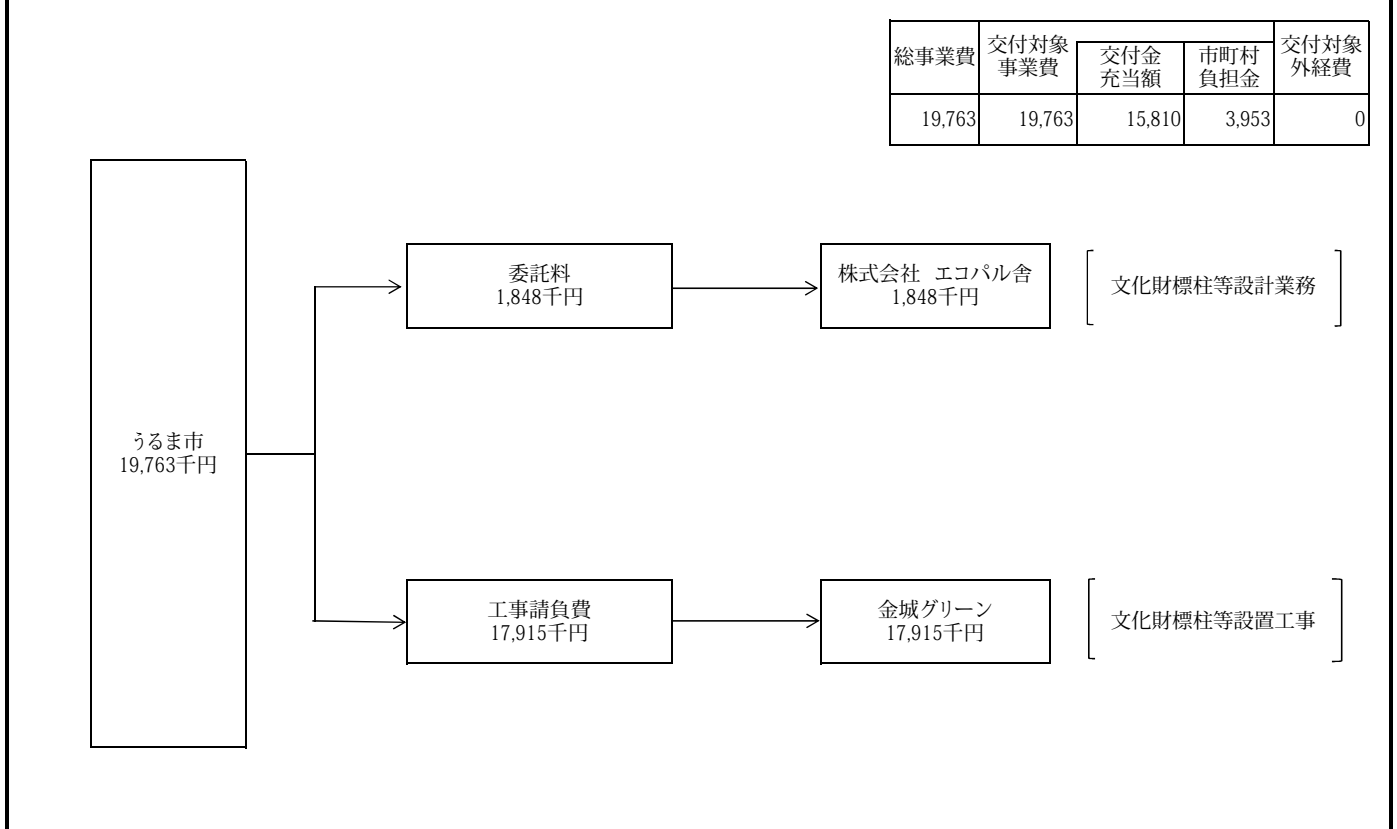 総事業費
交付対象
事業費
交付金
充当額
市町村
負担金
交付対象
外経費
19,763
19,763
15,810
3,953
0
うるま市
19,763千円
委託料
1,848千円
株式会社 エコパル舎
1,848千円
文化財標柱等設計業務
工事請負費
17,915千円
金城グリーン
17,915千円
文化財標柱等設置工事